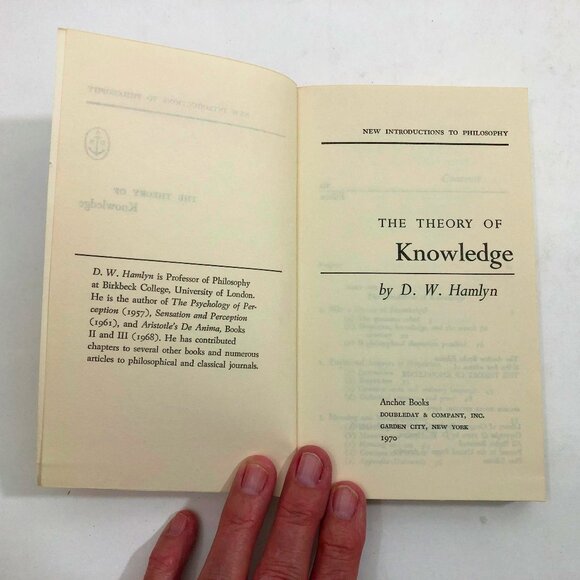 D. W. Hamlyn is Professor of Philosophy
at Birkbeck College, University of London.
He is the author of The Psychology of Per-
ception (1957), Sensation and Perception
(1961), and Aristotle's De Anima, Books
II and III (1968). He has contributed
chapters to several other books and numerous
articles to philosophical and classical journals.
NEW INTRODUCTIONS TO PHILOSOPHY
THE THEORY OF
Knowledge
by D. W. Hamlyn
Anchor Books
DOUBLEDAY & COMPANY, INC.
GARDEN CITY, NEW YORK
1970